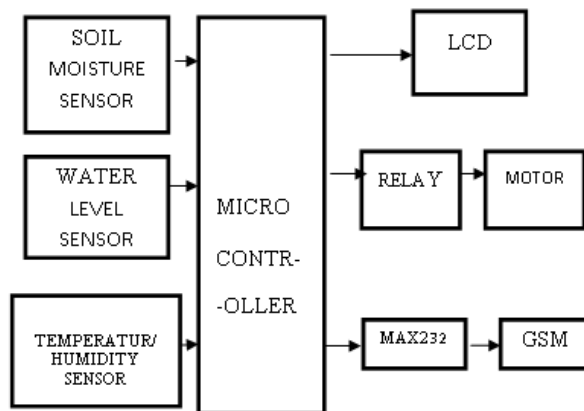 SOIL
MOISTURE
SENSOR
WATER
LEVEL
SENSOR
TEMPERATUR/
HUMIDITY
SENSOR
MICRO
CONTR-
-OLLER
LCD
RELAY
MOTOR
MAX232
GSM